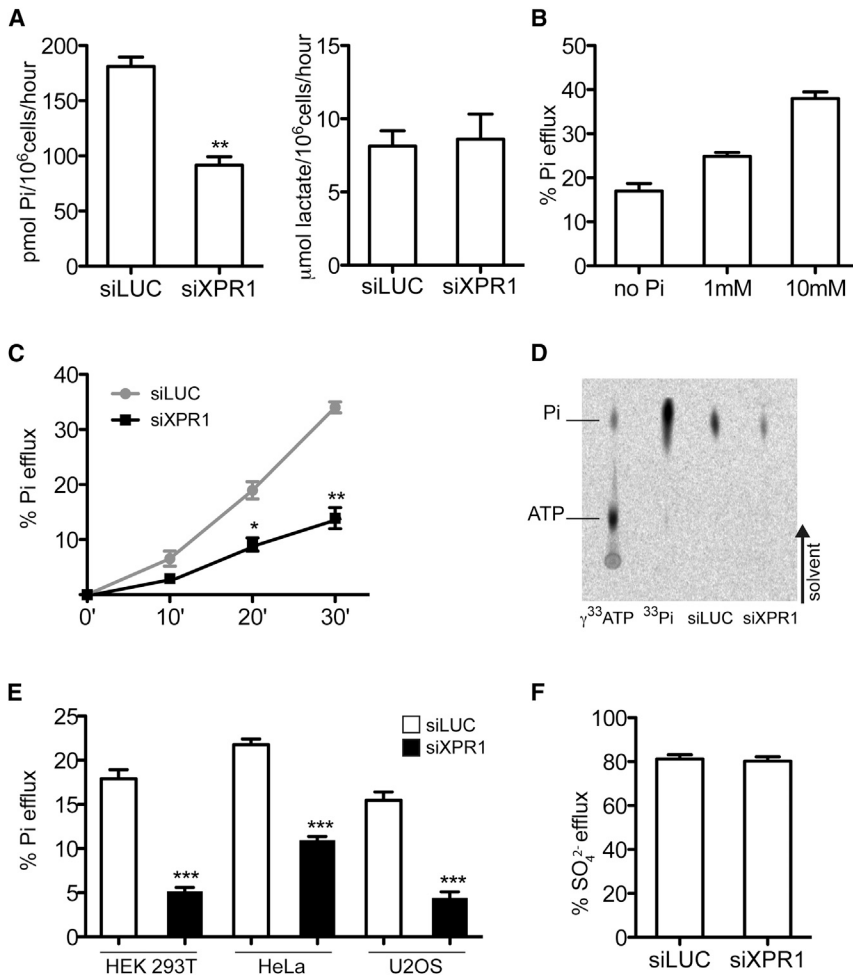 A
pmol Pi/10⁶cells/hour
200
150
100
50
0
**
siLUC siXPR1
μmol lactate/10⁶cells/hour
15
10
5
0
siLUC siXPR1
B
% Pi efflux
50
40
30
20
10
0
no Pi 1mM 10mM
C
% Pi efflux
40
30
20
10
siLUC
siXPR1
*
**
0' 10' 20' 30'
D
Pi
ATP
solvent
γ³³ATP ³³Pi siLUC siXPR1
E
% Pi efflux
25
20
15
10
5
0
siLUC
siXPR1
***
***
***
HEK 293T HeLa U2OS
F
% SO₄²⁻ efflux
100
80
60
40
20
0
siLUC siXPR1